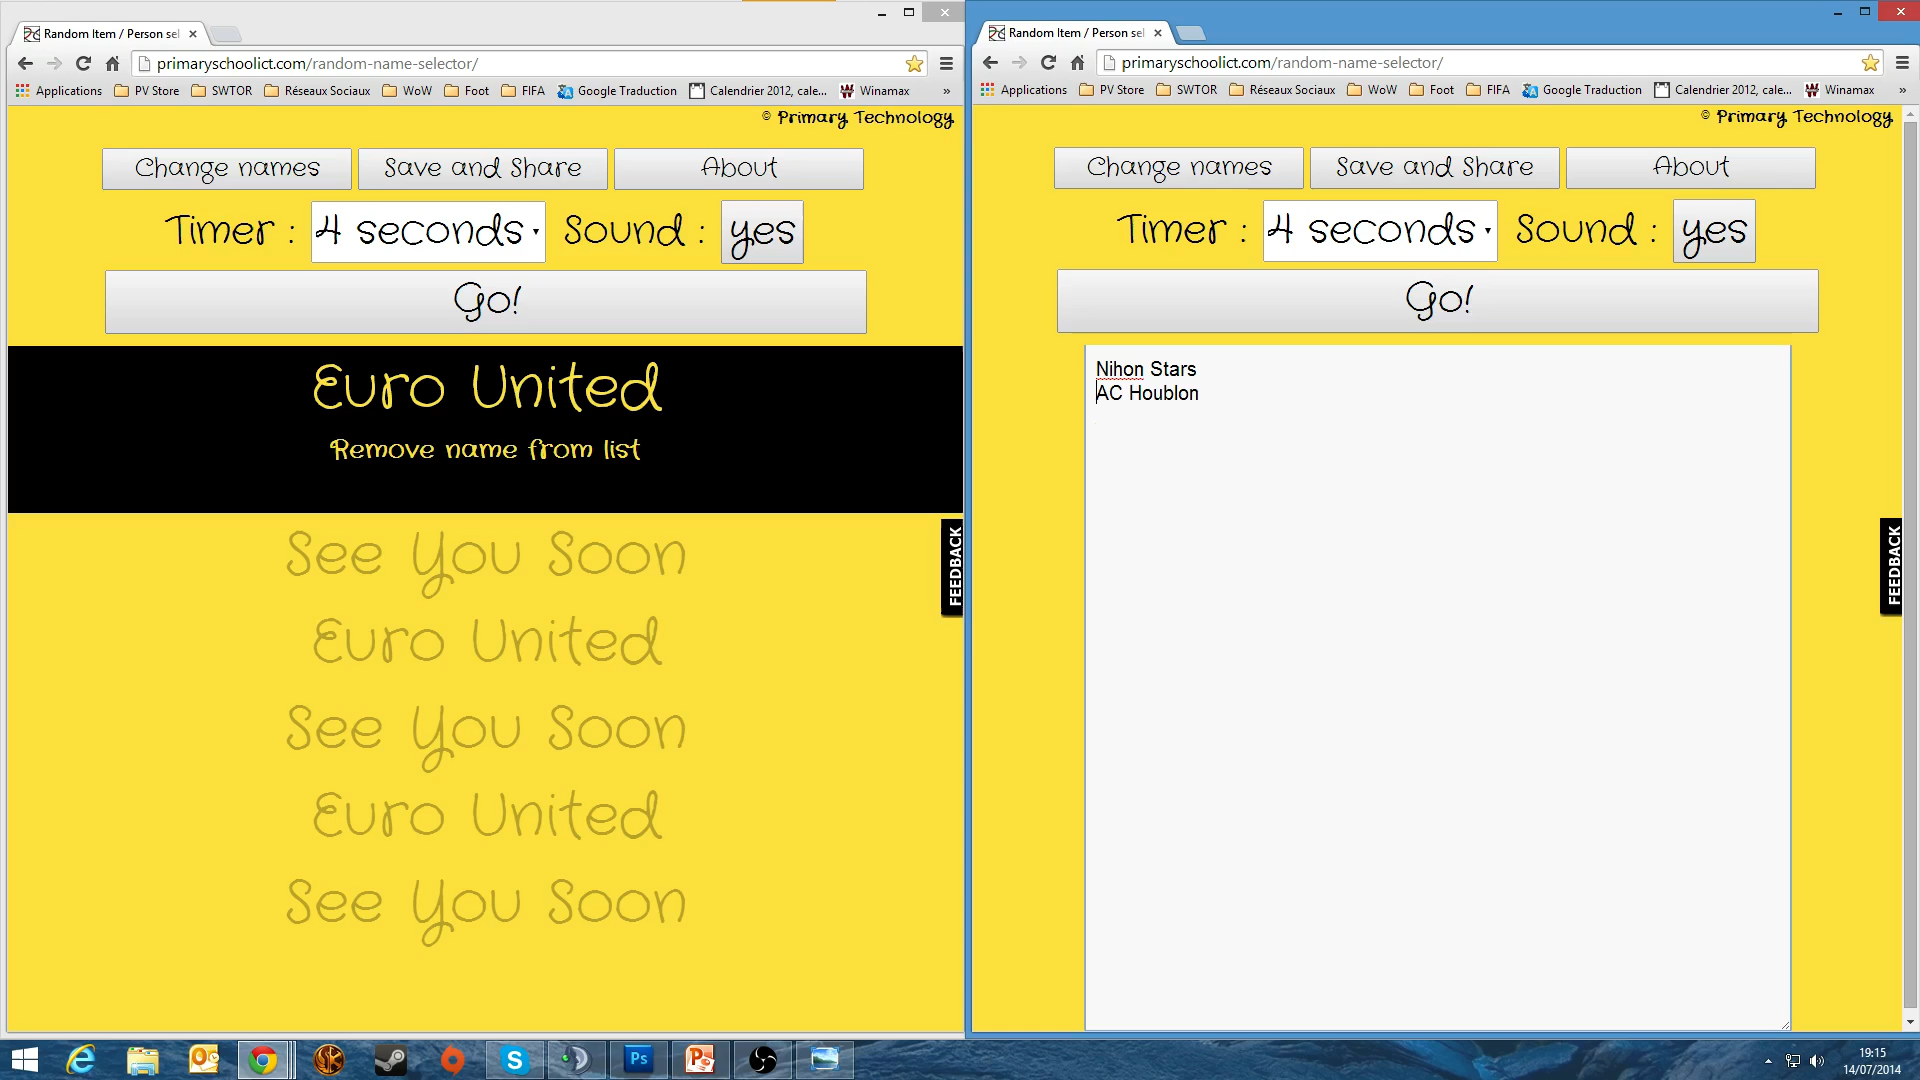 Random Item / Person sel
primaryschoolict.com/random-name-selector/
Applications PV Store SWTOR Réseaux Sociaux WoW Foot FIFA Google Traduction Calendrier 2012, cale... Winamax »
© Primary Technology
Change names Save and Share About
Timer : 4 seconds Sound : yes
Go!
Euro United
Remove name from list
See You Soon
Euro United
See You Soon
Euro United
See You Soon
FEEDBACK
Random Item / Person sel
primaryschoolict.com/random-name-selector/
Applications PV Store SWTOR Réseaux Sociaux WoW Foot FIFA Google Traduction Calendrier 2012, cale... Winamax »
© Primary Technology
Change names Save and Share About
Timer : 4 seconds Sound : yes
Go!
Nihon Stars
AC Houblon
FEEDBACK
Ps
19:15
14/07/2014